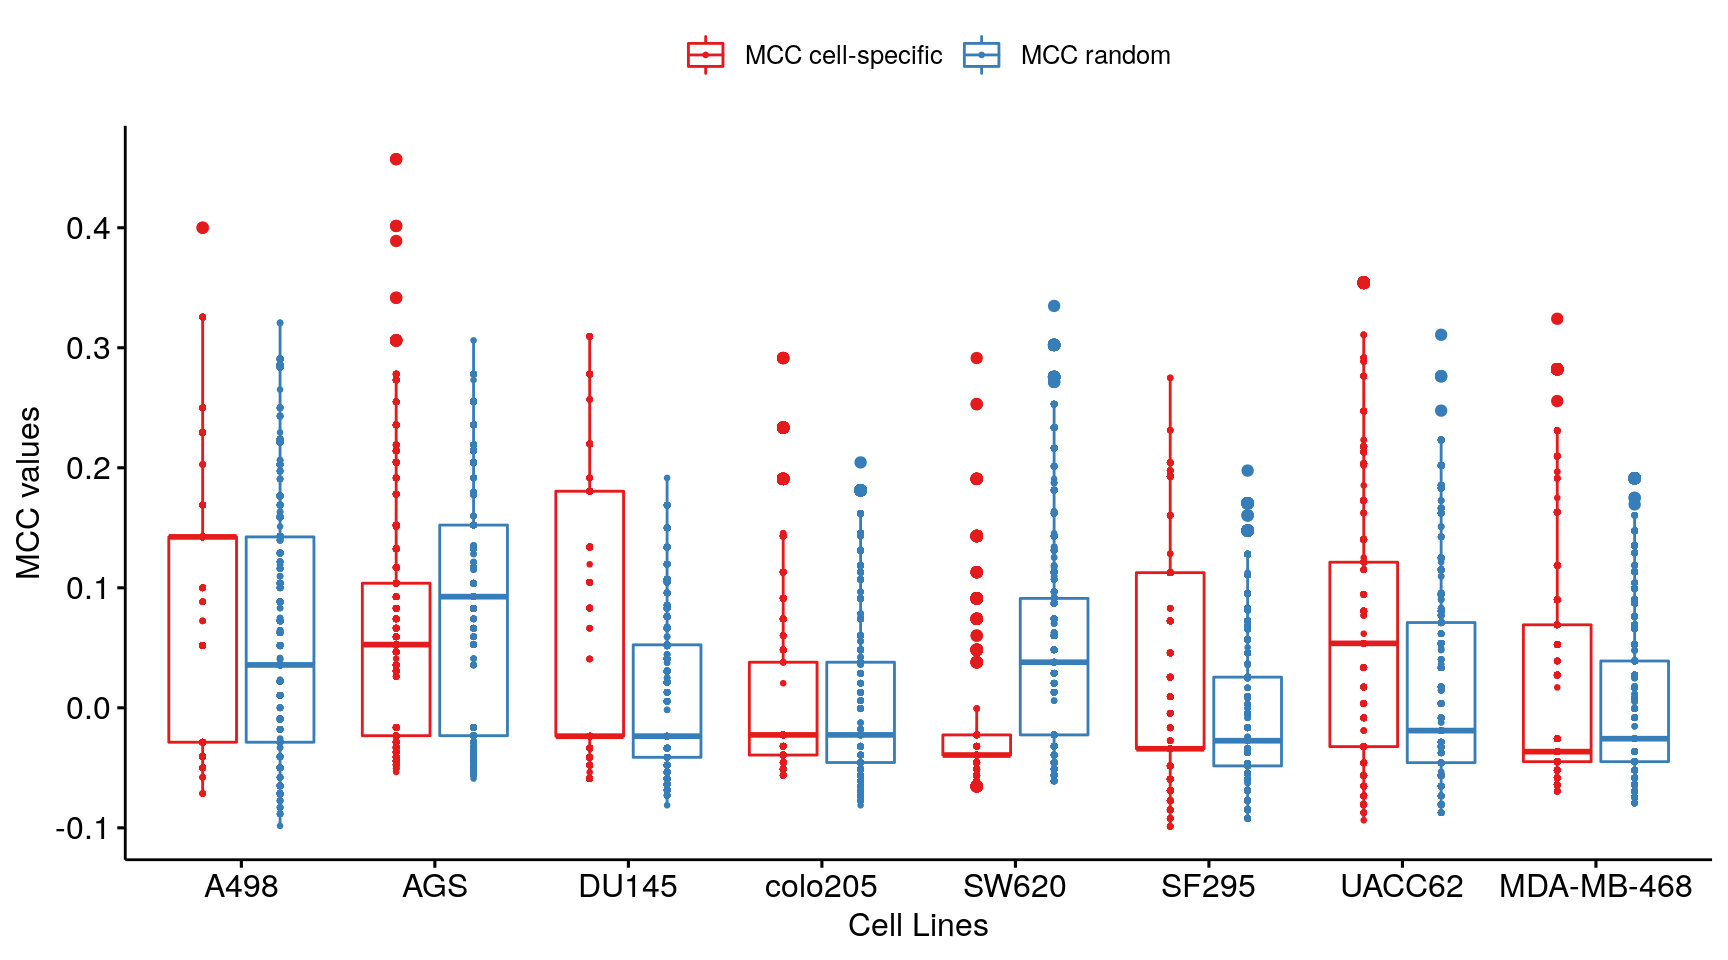 MCC cell-specific MCC random
MCC values
0.4
0.3
0.2
0.1
0.0
-0.1
A498 AGS DU145 colo205 SW620 SF295 UACC62 MDA-MB-468
Cell Lines